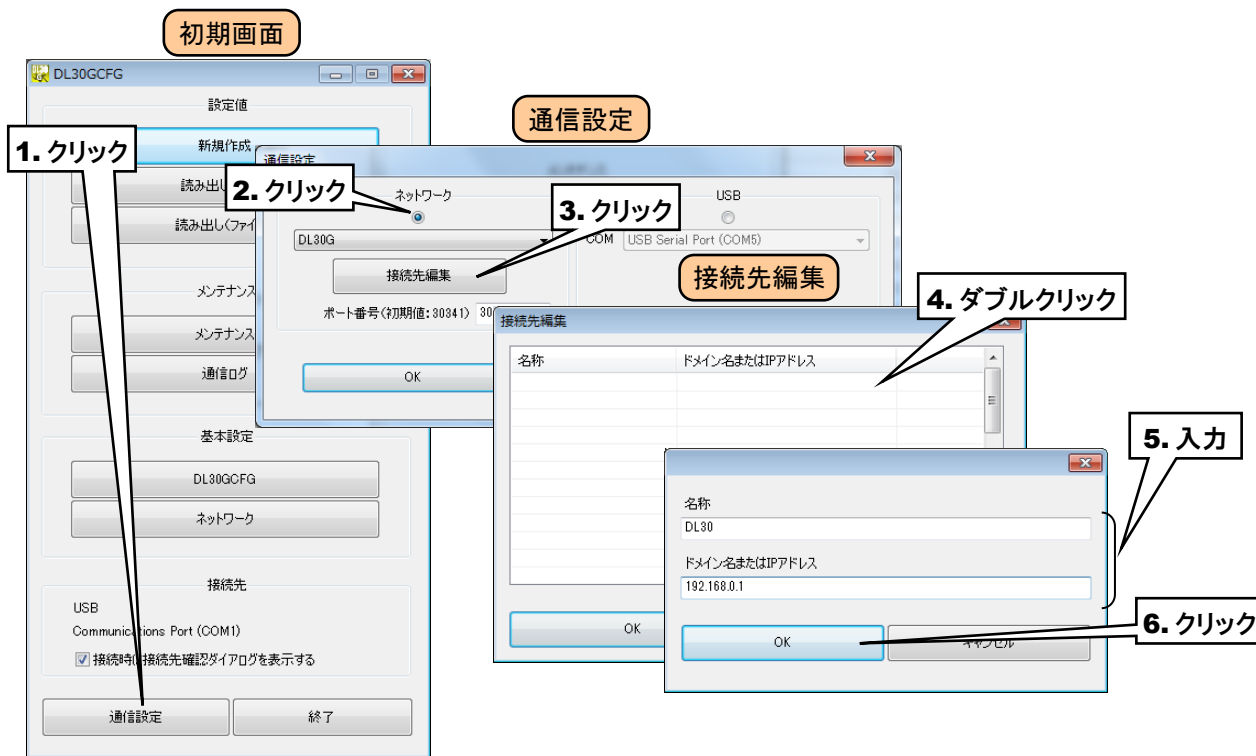 初期画面
DL30GCFG
設定値
1. クリック
新規作成
読み出し
読み出し(ファイ
メンテナンス
メンテナンス
通信ログ
基本設定
DL30GCFG
ネットワーク
接続先
USB
Communications Port (COM1)
接続時に接続先確認ダイアログを表示する
通信設定
終了
通信設定
通信設定
2. クリック
ネットワーク
3. クリック
USB
DL30G
COM
USB Serial Port (COM5)
接続先編集
ポート番号(初期値:30341)
OK
接続先編集
4. ダブルクリック
接続先編集
名称
ドメイン名またはIPアドレス
OK
5. 入力
名称
DL30
ドメイン名またはIPアドレス
192.168.0.1
OK
キャンセル
6. クリック